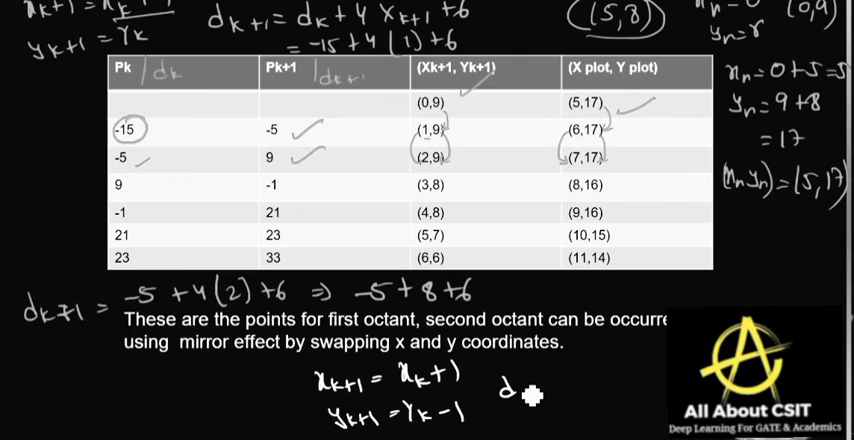 xk+1 = xk+1
yk+1 = Yk
dk+1 = dk + 4 Xk+1 + 6
= -15 + 4 (1) + 6
(5,8)
(0,9)
yn = r
Pk / dk Pk+1 / dk+1 (Xk+1, Yk+1) (X plot, Y plot)
(0,9) (5,17)
-15 -5 (1,9) (6,17)
-5 9 (2,9) (7,17)
9 -1 (3,8) (8,16)
-1 21 (4,8) (9,16)
21 23 (5,7) (10,15)
23 33 (6,6) (11,14)
xn = 0+5 = 5
yn = 9+8
= 17
(xn yn) = (5,17)
dk+1 = -5 + 4(2) + 6 ⇒ -5 + 8 + 6
These are the points for first octant, second octant can be occurre
using mirror effect by swapping x and y coordinates.
xk+1 = xk+1
yk+1 = Yk - 1
d
All About CSIT
Deep Learning For GATE & Academics